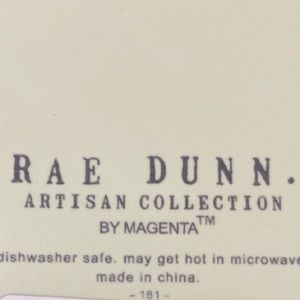 RAE DUNN.
ARTISAN COLLECTION
BY MAGENTA™
dishwasher safe. may get hot in microwave
made in china.
- 181 -